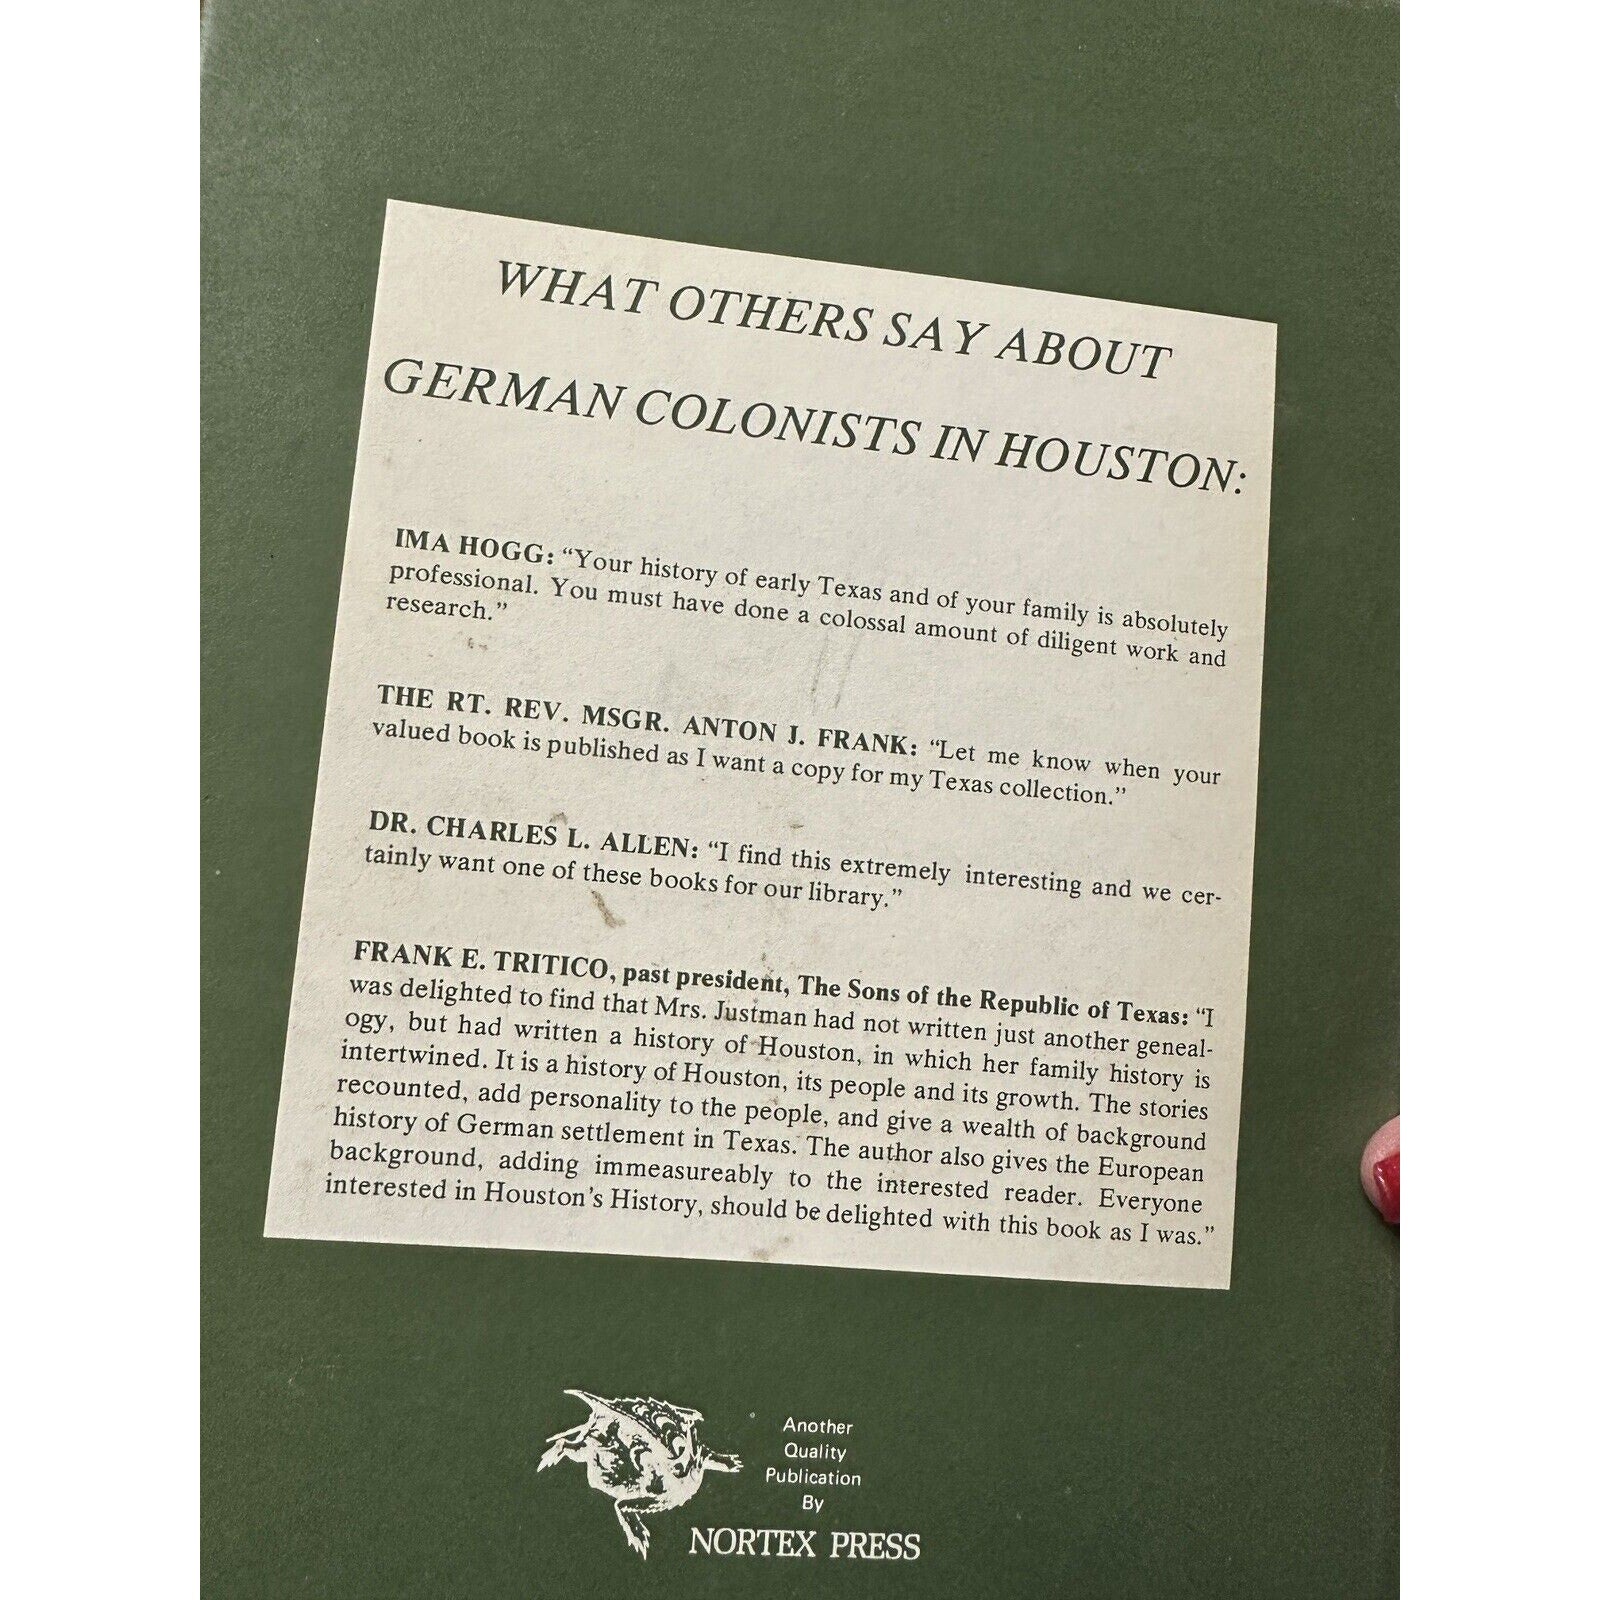 WHAT OTHERS SAY ABOUT
GERMAN COLONISTS IN HOUSTON:
IMA HOGG: “Your history of early Texas and of your family is absolutely
professional. You must have done a colossal amount of diligent work and
research.”
THE RT. REV. MSGR. ANTON J. FRANK: “Let me know when your
valued book is published as I want a copy for my Texas collection.”
DR. CHARLES L. ALLEN: “I find this extremely interesting and we cer-
tainly want one of these books for our library.”
FRANK E. TRITICO, past president, The Sons of the Republic of Texas: “I
was delighted to find that Mrs. Justman had not written just another geneal-
ogy, but had written a history of Houston, in which her family history is
intertwined. It is a history of Houston, its people and its growth. The stories
recounted, add personality to the people, and give a wealth of background
history of German settlement in Texas. The author also gives the European
background, adding immeasureably to the interested reader. Everyone
interested in Houston’s History, should be delighted with this book as I was.”
Another
Quality
Publication
By
NORTEX PRESS